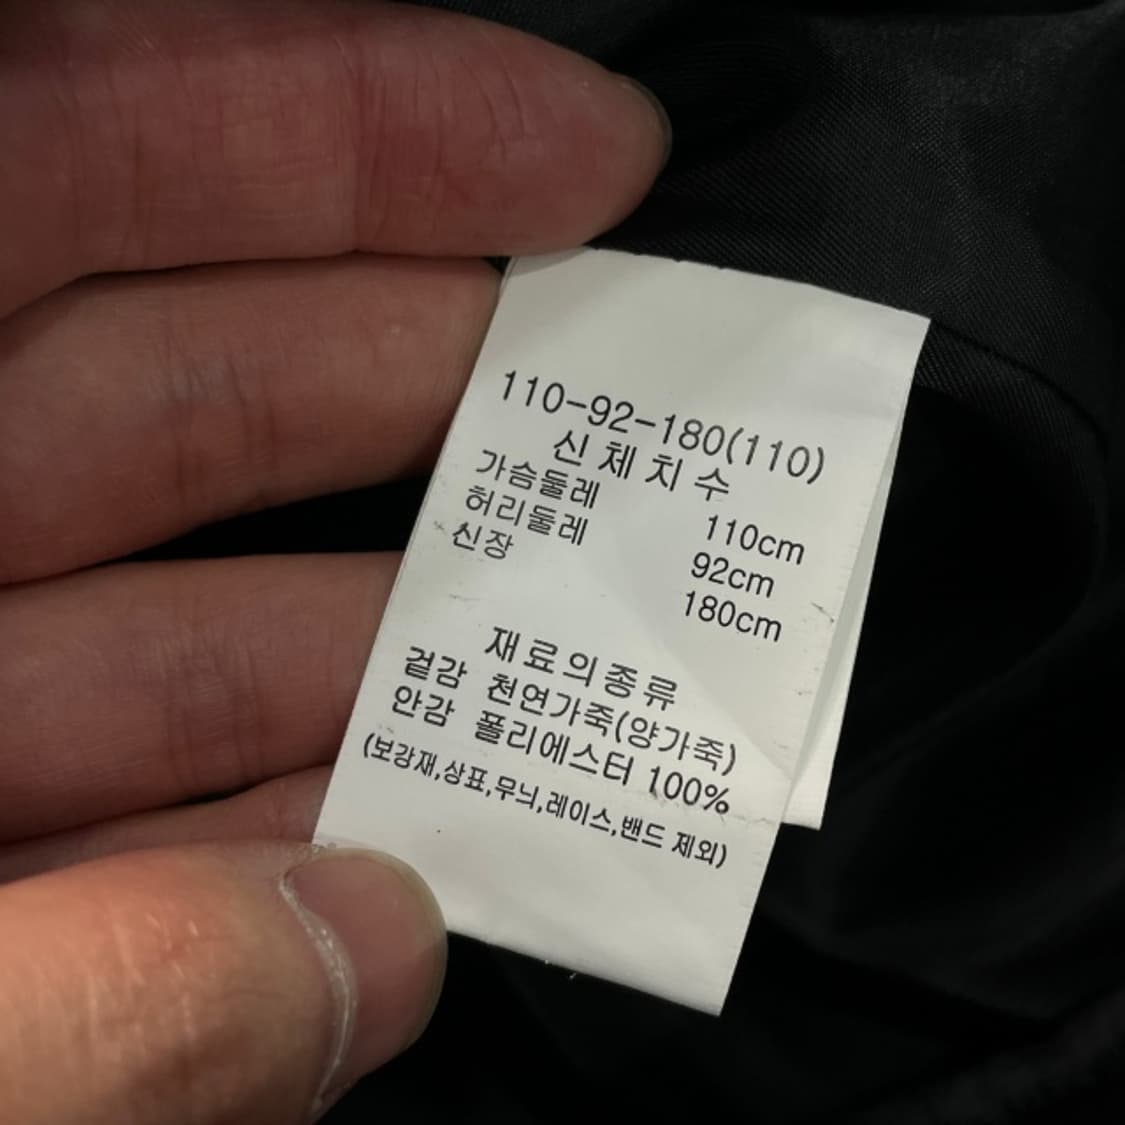 110-92-180(110)
신체치수
가슴둘레 110cm
허리둘레 92cm
신장 180cm
재료의종류
겉감 천연가죽(양가죽)
안감 폴리에스터 100%
(보강재,상표,무늬,레이스,밴드 제외)